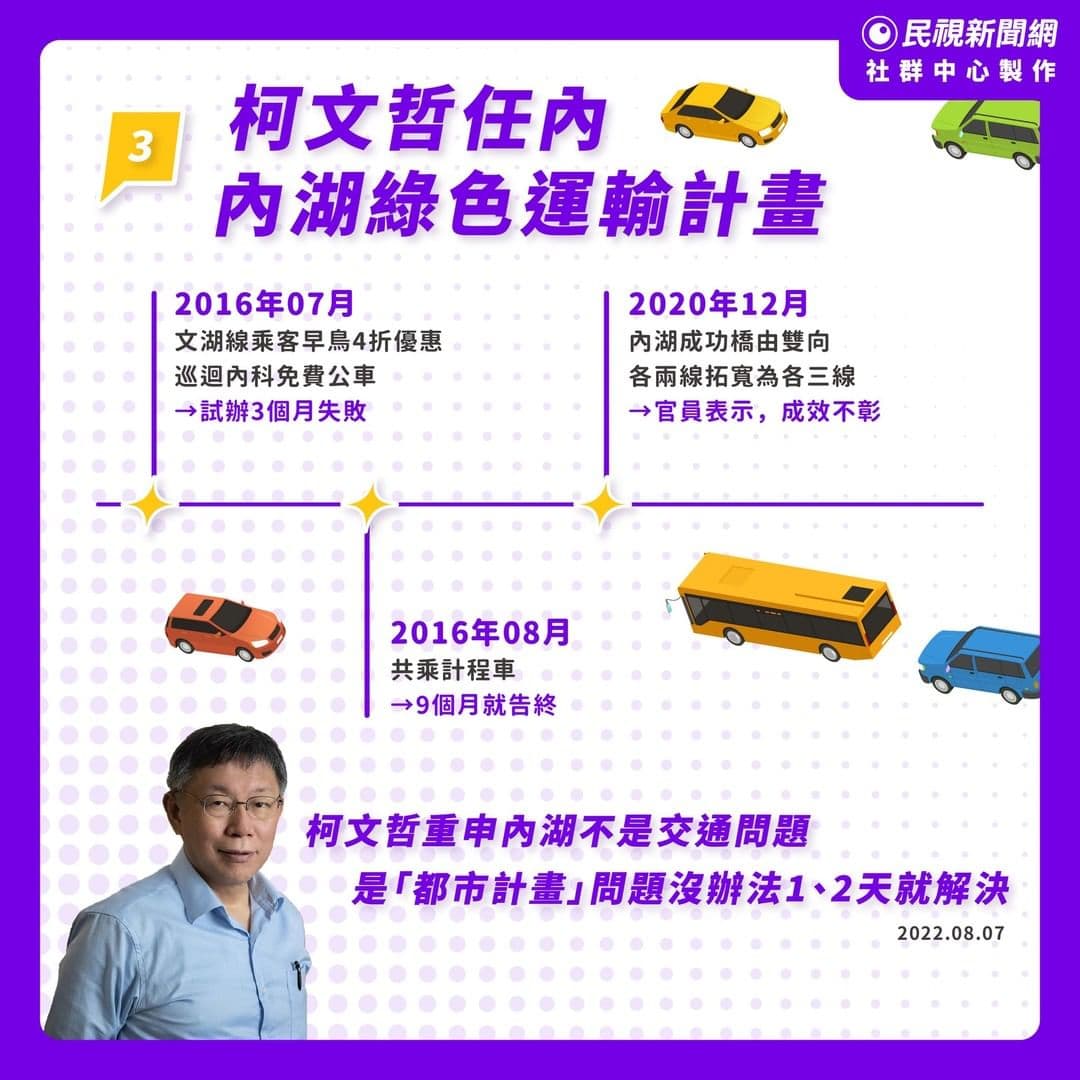 民視新聞網
社群中心製作
3
柯文哲任內
內湖綠色運輸計畫
2016年07月
文湖線乘客早鳥4折優惠
巡迴內科免費公車
→試辦3個月失敗
2020年12月
內湖成功橋由雙向
各兩線拓寬為各三線
→官員表示，成效不彰
2016年08月
共乘計程車
→9個月就告終
柯文哲重申內湖不是交通問題
是「都市計畫」問題沒辦法1、2天就解決
2022.08.07